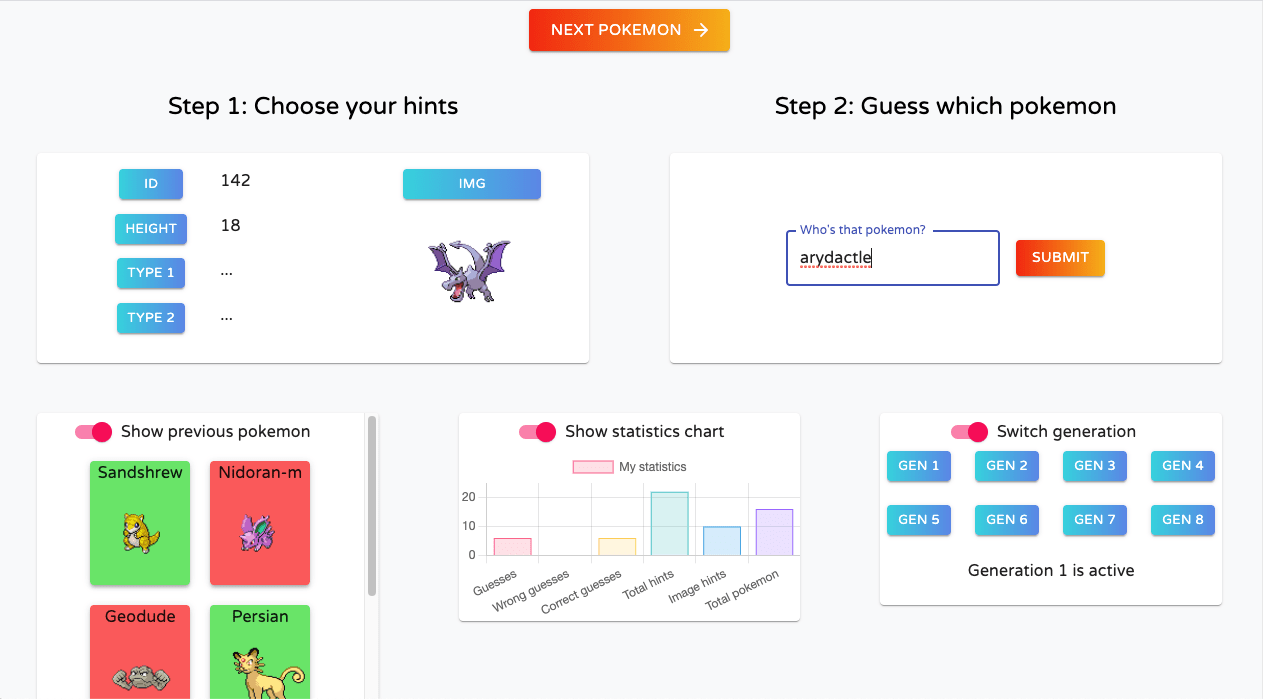 NEXT POKEMON
Step 1: Choose your hints
Step 2: Guess which pokemon
ID 142
IMG
HEIGHT 18
TYPE 1 ...
TYPE 2 ...
Who's that pokemon?
arydactle
SUBMIT
Show previous pokemon
Sandshrew Nidoran-m
Geodude Persian
Show statistics chart
My statistics
20
10
0
Guesses Wrong guesses Correct guesses Total hints Image hints Total pokemon
Switch generation
GEN 1 GEN 2 GEN 3 GEN 4
GEN 5 GEN 6 GEN 7 GEN 8
Generation 1 is active